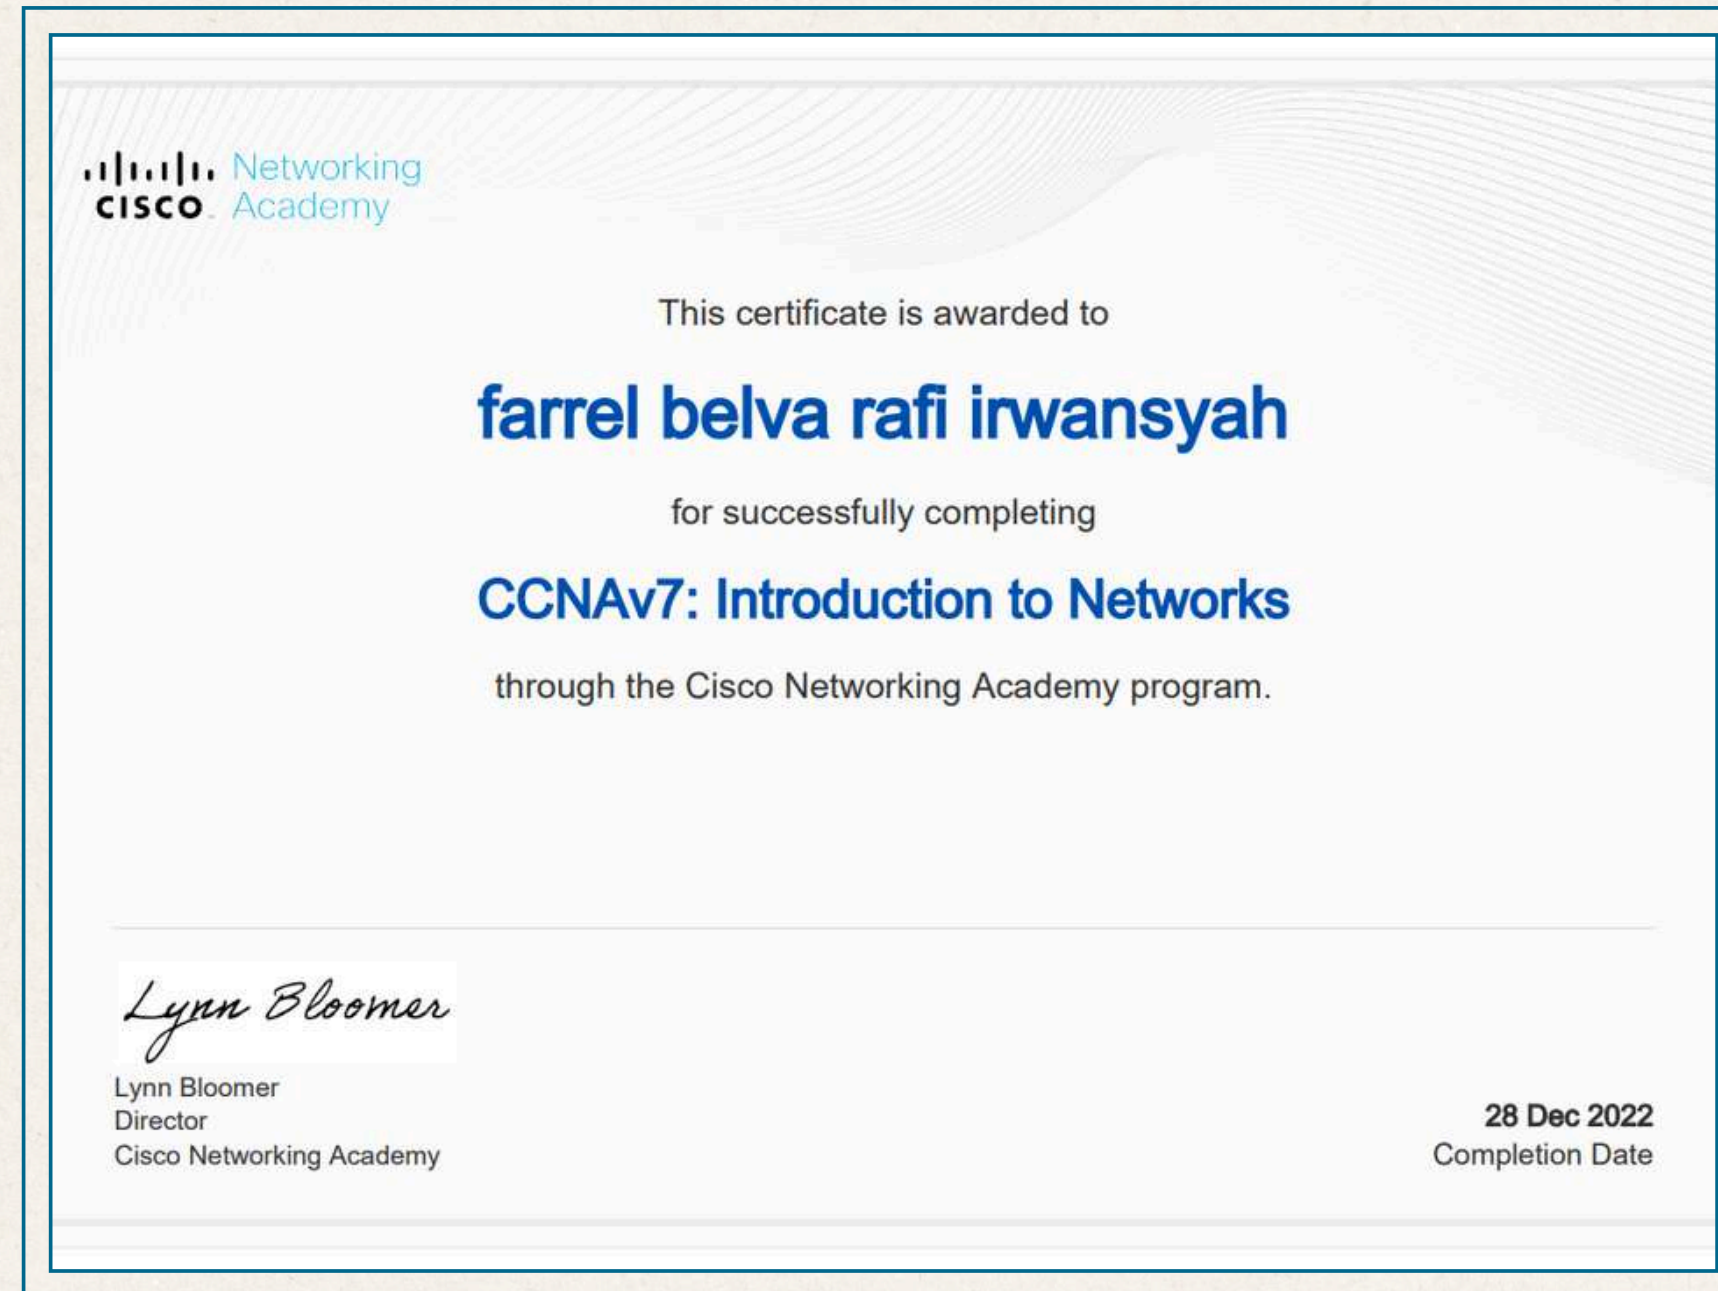 Networking
CISCO Academy
This certificate is awarded to
farrel belva rafi irwansyah
for successfully completing
CCNAv7: Introduction to Networks
through the Cisco Networking Academy program.
Lynn Bloomer
Lynn Bloomer
Director
Cisco Networking Academy
28 Dec 2022
Completion Date